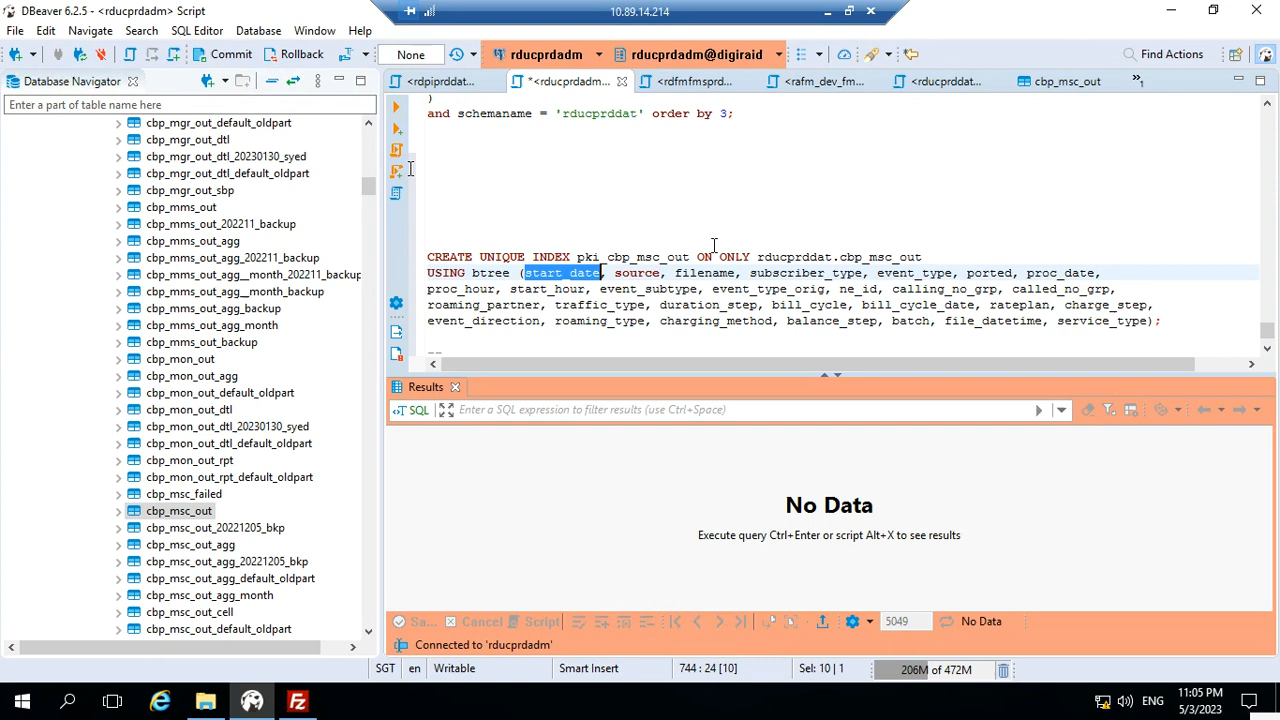 DBeaver 6.2.5 - <rducprdadm> Script
10.89.14.214
File Edit Navigate Search SQL Editor Database Window Help
Commit Rollback None rducprdadm rducprdadm@digiraid Find Actions
Database Navigator
<rdpiprddat... *<rducprdadm... <rdfmfmsprd... <rafm_dev_fm... <rducprddat... cbp_msc_out »1
Enter a part of table name here
cbp_mgr_out_default_oldpart
cbp_mgr_out_dtl
cbp_mgr_out_dtl_20230130_syed
cbp_mgr_out_dtl_default_oldpart
cbp_mgr_out_sbp
cbp_mms_out
cbp_mms_out_202211_backup
cbp_mms_out_agg
cbp_mms_out_agg_202211_backup
cbp_mms_out_agg__month_202211_backup
cbp_mms_out_agg__month_backup
cbp_mms_out_agg_backup
cbp_mms_out_agg_month
cbp_mms_out_backup
cbp_mon_out
cbp_mon_out_agg
cbp_mon_out_default_oldpart
cbp_mon_out_dtl
cbp_mon_out_dtl_20230130_syed
cbp_mon_out_dtl_default_oldpart
cbp_mon_out_rpt
cbp_mon_out_rpt_default_oldpart
cbp_msc_failed
cbp_msc_out
cbp_msc_out_20221205_bkp
cbp_msc_out_agg
cbp_msc_out_agg_20221205_bkp
cbp_msc_out_agg_default_oldpart
cbp_msc_out_agg_month
cbp_msc_out_cell
cbp_msc_out_default_oldpart
)
and schemaname = 'rducprddat' order by 3;
CREATE UNIQUE INDEX pki_cbp_msc_out ON ONLY rducprddat.cbp_msc_out
USING btree (start_date, source, filename, subscriber_type, event_type, ported, proc_date,
proc_hour, start_hour, event_subtype, event_type_orig, ne_id, calling_no_grp, called_no_grp,
roaming_partner, traffic_type, duration_step, bill_cycle, bill_cycle_date, rateplan, charge_step,
event_direction, roaming_type, charging_method, balance_step, batch, file_datetime, service_type);
--
Results
SQL Enter a SQL expression to filter results (use Ctrl+Space)
No Data
Execute query Ctrl+Enter or script Alt+X to see results
Sa... Cancel Script 5049 No Data
Connected to 'rducprdadm'
SGT en Writable Smart Insert 744 : 24 [10] Sel: 10 | 1 206M of 472M
ENG 11:05 PM
5/3/2023